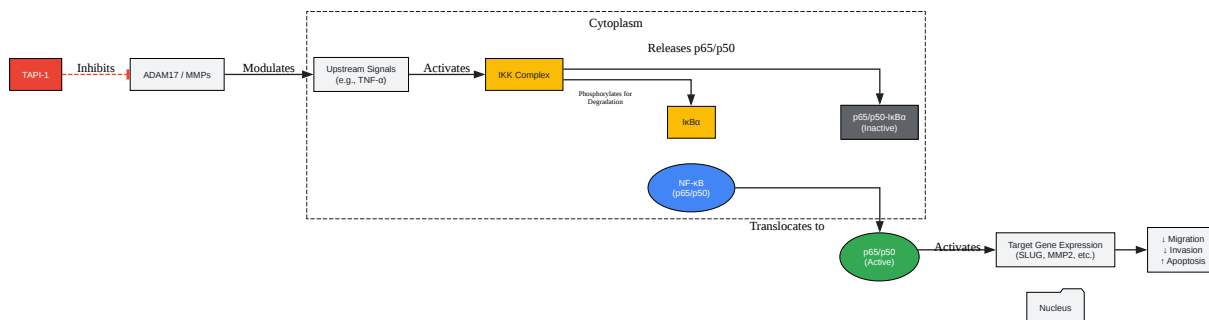 Cytoplasm
Releases p65/p50
Inhibits
Modulates
Activates
TAPI-1
ADAM17 / MMPs
Upstream Signals
(e.g., TNF-α)
IKK Complex
Phosphorylates for
Degradation
IκBα
p65/p50-IκBα
(Inactive)
NF-κB
(p65/p50)
Translocates to
p65/p50
(Active)
Activates
Target Gene Expression
(SLUG, MMP2, etc.)
↓ Migration
↓ Invasion
↑ Apoptosis
Nucleus